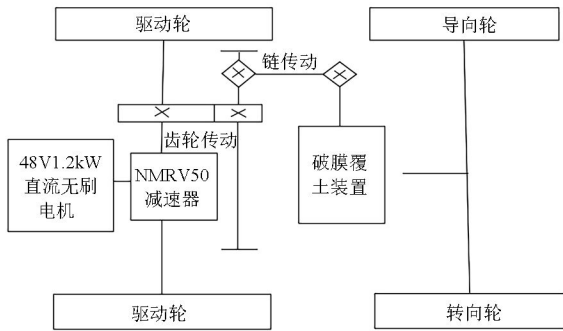 驱动轮
导向轮
链传动
齿轮传动
48V1.2kW
直流无刷
电机
NMRV50
减速器
破膜覆
土装置
驱动轮
转向轮